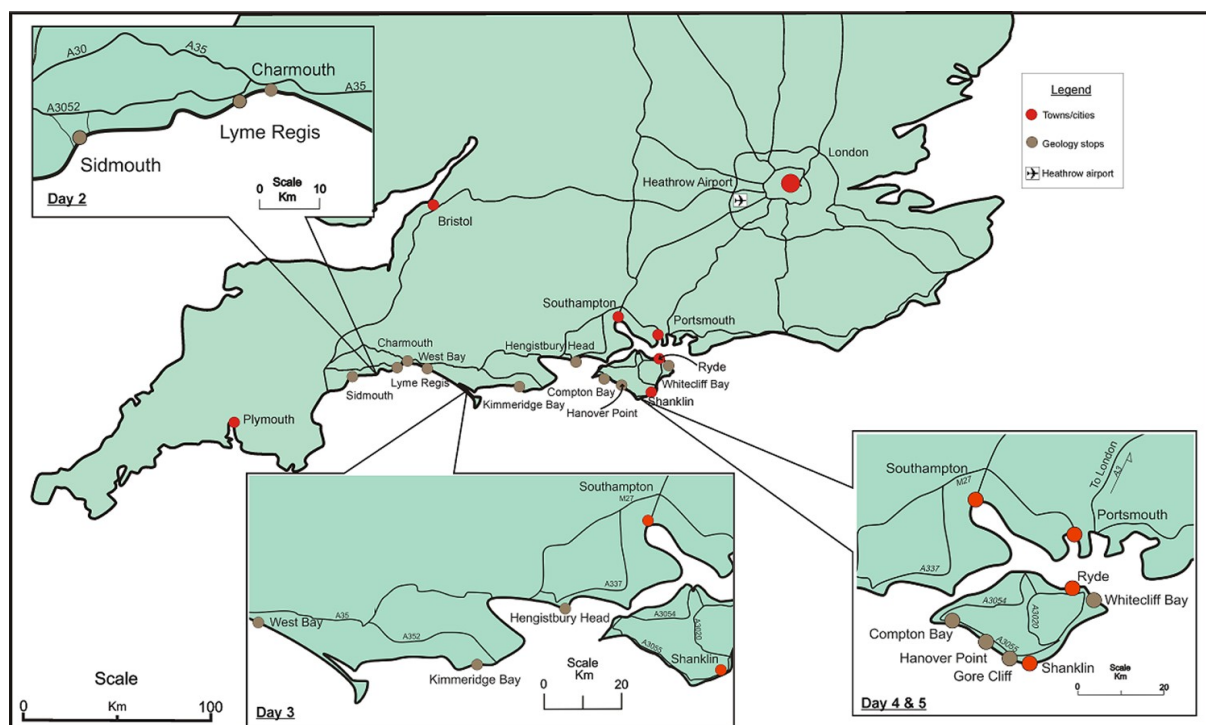 A30
A35
Charmouth
A35
A3052
Lyme Regis
Sidmouth
Scale
0 Km 10
Day 2
Legend
Towns/cities
Geology stops
Heathrow airport
London
Heathrow Airport
Bristol
Southampton
Portsmouth
Hengistbury Head
Charmouth
West Bay
Ryde
Lyme Regis
Whitecliff Bay
Sidmouth
Compton Bay
Kimmeridge Bay
Shanklin
Hanover Point
Plymouth
Scale
0 Km 100
Southampton
M27
A337
Hengistbury Head
A35
West Bay
A352
A3054
A3020
A3055
Shanklin
Kimmeridge Bay
Scale
Km
0 20
Day 3
Southampton
M27
To London
A3
Portsmouth
A337
Ryde
A3054
Whitecliff Bay
A3020
Compton Bay
A3055
Hanover Point
Shanklin
Gore Cliff
Scale
Km
0 20
Day 4 & 5